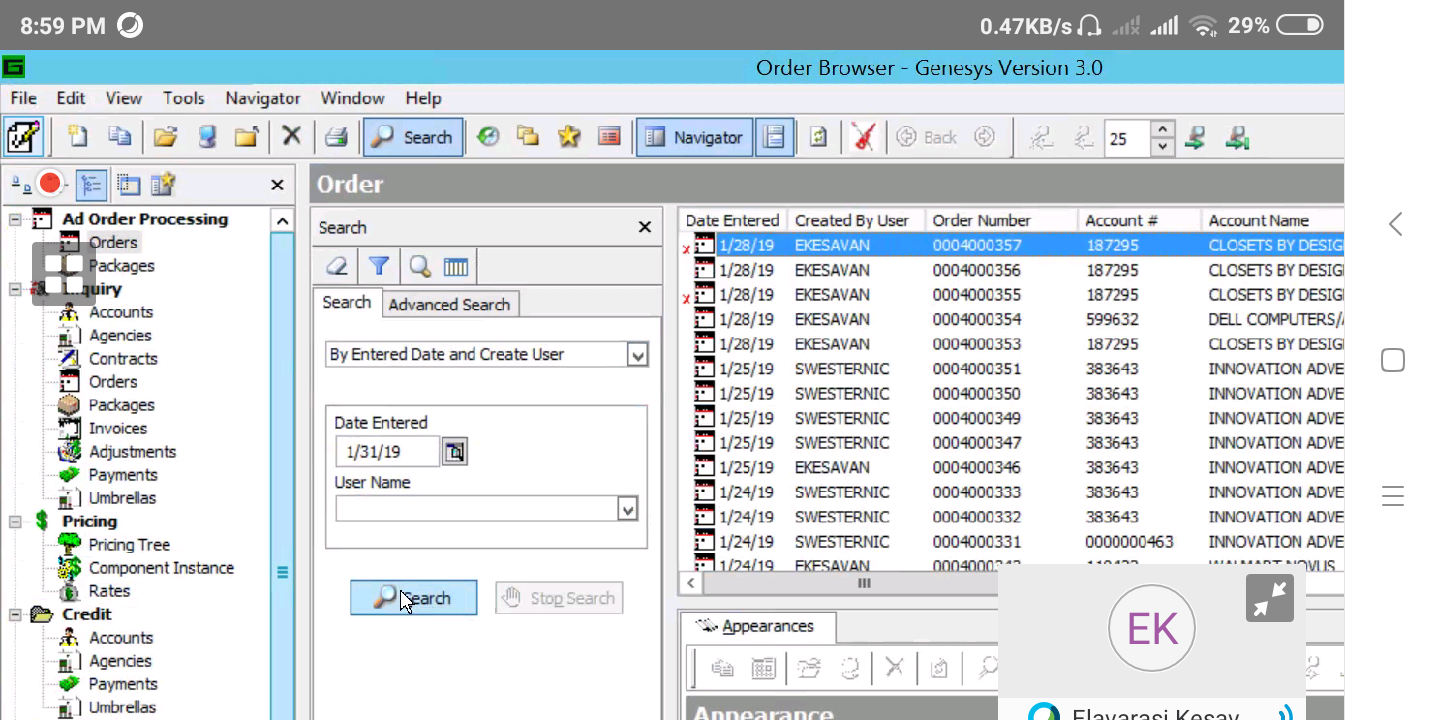 8:59 PM 0.47KB/s 29%
Order Browser - Genesys Version 3.0
File Edit View Tools Navigator Window Help
Search Navigator Back 25
Order
Ad Order Processing
Orders
Packages
Accounts
Agencies
Contracts
Orders
Packages
Invoices
Adjustments
Payments
Umbrellas
Pricing
Pricing Tree
Component Instance
Rates
Credit
Accounts
Agencies
Payments
Umbrellas
Search
Search Advanced Search
By Entered Date and Create User
Date Entered
1/31/19
User Name
Search Stop Search
Date Entered Created By User Order Number Account # Account Name
1/28/19 EKESAVAN 0004000357 187295 CLOSETS BY DESIG
1/28/19 EKESAVAN 0004000356 187295 CLOSETS BY DESIG
1/28/19 EKESAVAN 0004000355 187295 CLOSETS BY DESIG
1/28/19 EKESAVAN 0004000354 599632 DELL COMPUTERS//
1/28/19 EKESAVAN 0004000353 187295 CLOSETS BY DESIG
1/25/19 SWESTERNIC 0004000351 383643 INNOVATION ADVE
1/25/19 SWESTERNIC 0004000350 383643 INNOVATION ADVE
1/25/19 SWESTERNIC 0004000349 383643 INNOVATION ADVE
1/25/19 SWESTERNIC 0004000347 383643 INNOVATION ADVE
1/25/19 EKESAVAN 0004000346 383643 INNOVATION ADVE
1/24/19 SWESTERNIC 0004000333 383643 INNOVATION ADVE
1/24/19 SWESTERNIC 0004000332 383643 INNOVATION ADVE
1/24/19 SWESTERNIC 0004000331 0000000463 INNOVATION ADVE
1/24/19 EKESAVAN
Appearances
Appearance
EK
Elavarasi Kesav